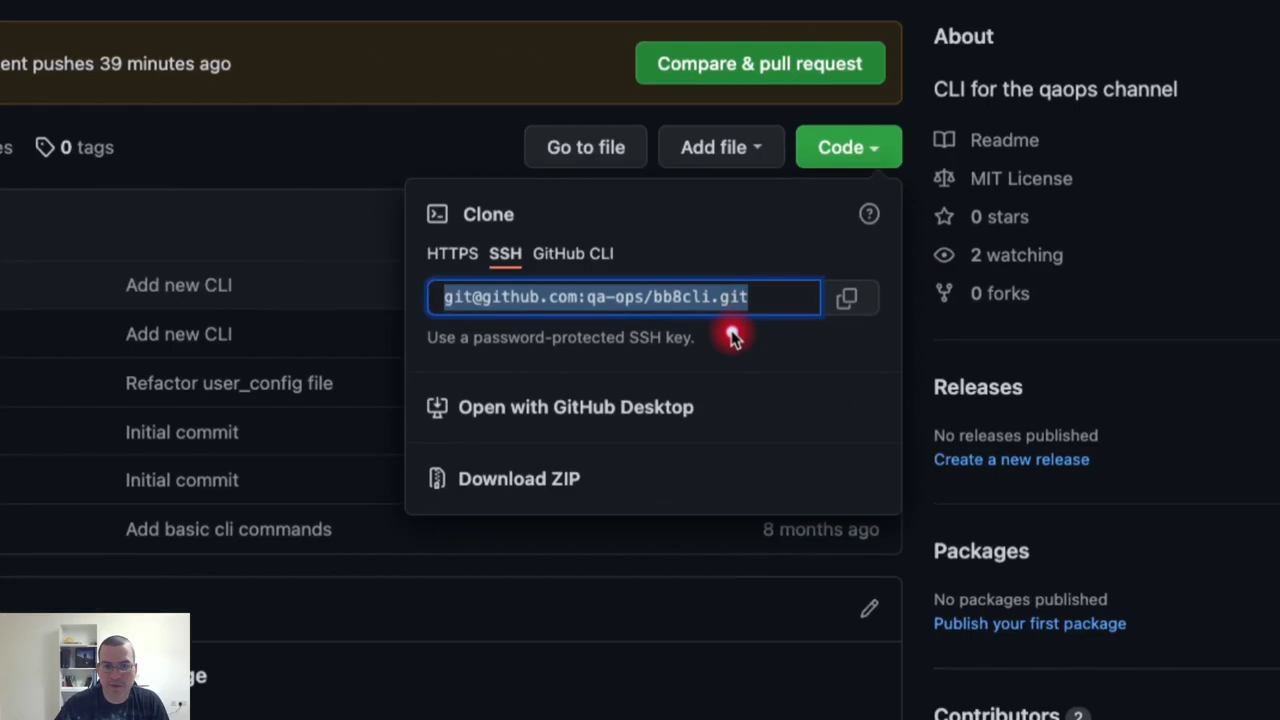 ent pushes 39 minutes ago
Compare & pull request
0 tags
Go to file
Add file
Code
Clone
HTTPS SSH GitHub CLI
git@github.com:qa-ops/bb8cli.git
Use a password-protected SSH key.
Open with GitHub Desktop
Download ZIP
Add new CLI
Add new CLI
Refactor user_config file
Initial commit
Initial commit
Add basic cli commands
8 months ago
About
CLI for the qaops channel
Readme
MIT License
0 stars
2 watching
0 forks
Releases
No releases published
Create a new release
Packages
No packages published
Publish your first package
Contributors 2